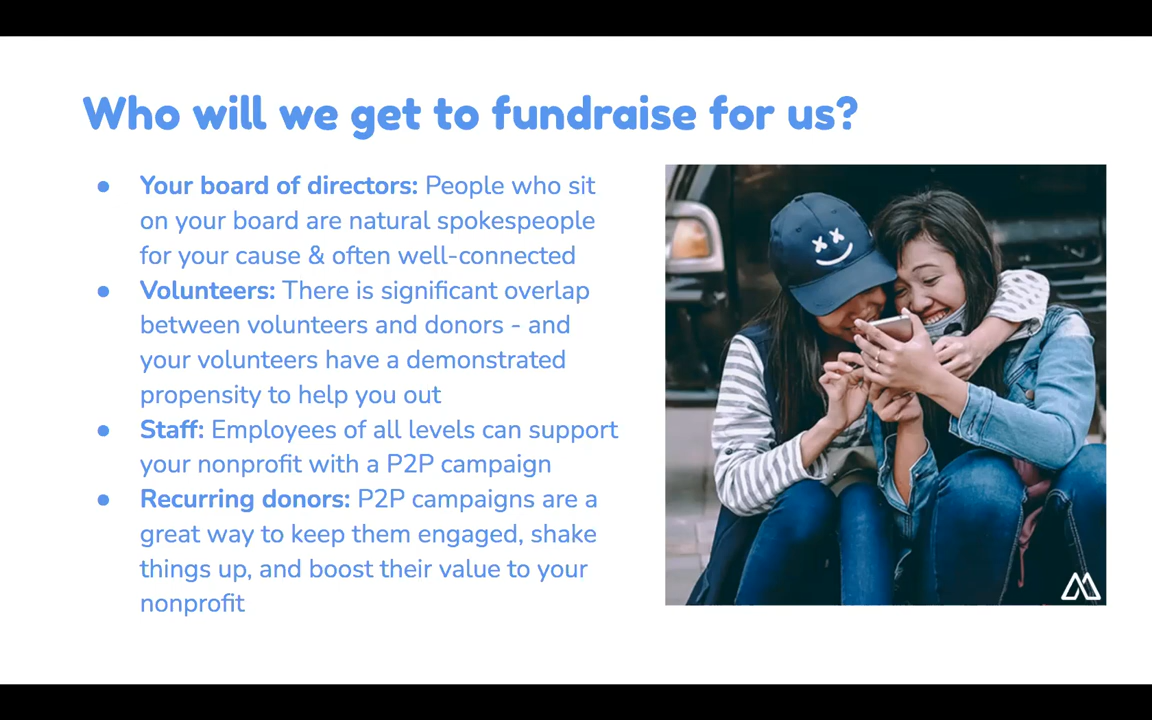 Who will we get to fundraise for us?
● Your board of directors: People who sit
on your board are natural spokespeople
for your cause & often well-connected
● Volunteers: There is significant overlap
between volunteers and donors - and
your volunteers have a demonstrated
propensity to help you out
● Staff: Employees of all levels can support
your nonprofit with a P2P campaign
● Recurring donors: P2P campaigns are a
great way to keep them engaged, shake
things up, and boost their value to your
nonprofit